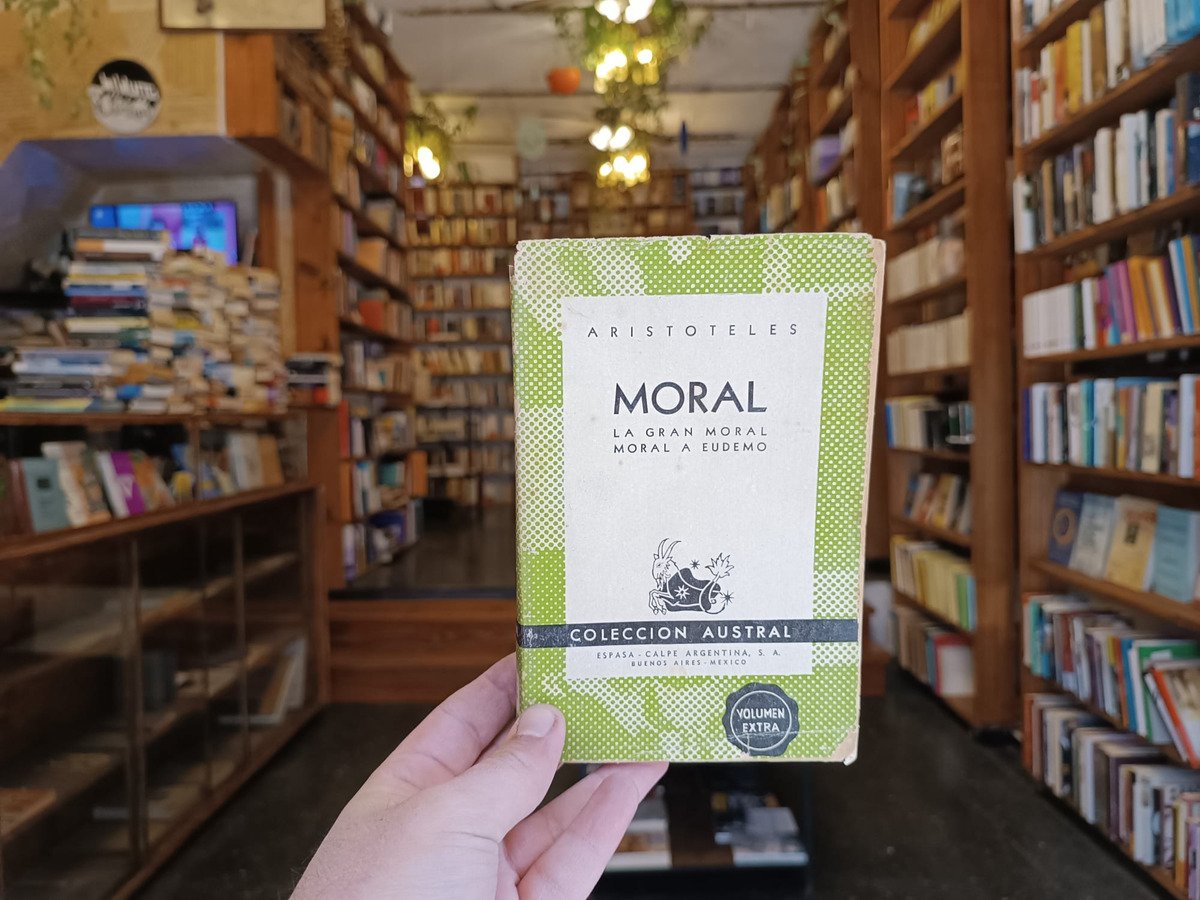 ARISTOTELES
MORAL
LA GRAN MORAL
MORAL A EUDEMO
COLECCION AUSTRAL
ESPASA - CALPE ARGENTINA, S. A.
BUENOS AIRES - MEXICO
VOLUMEN
EXTRA